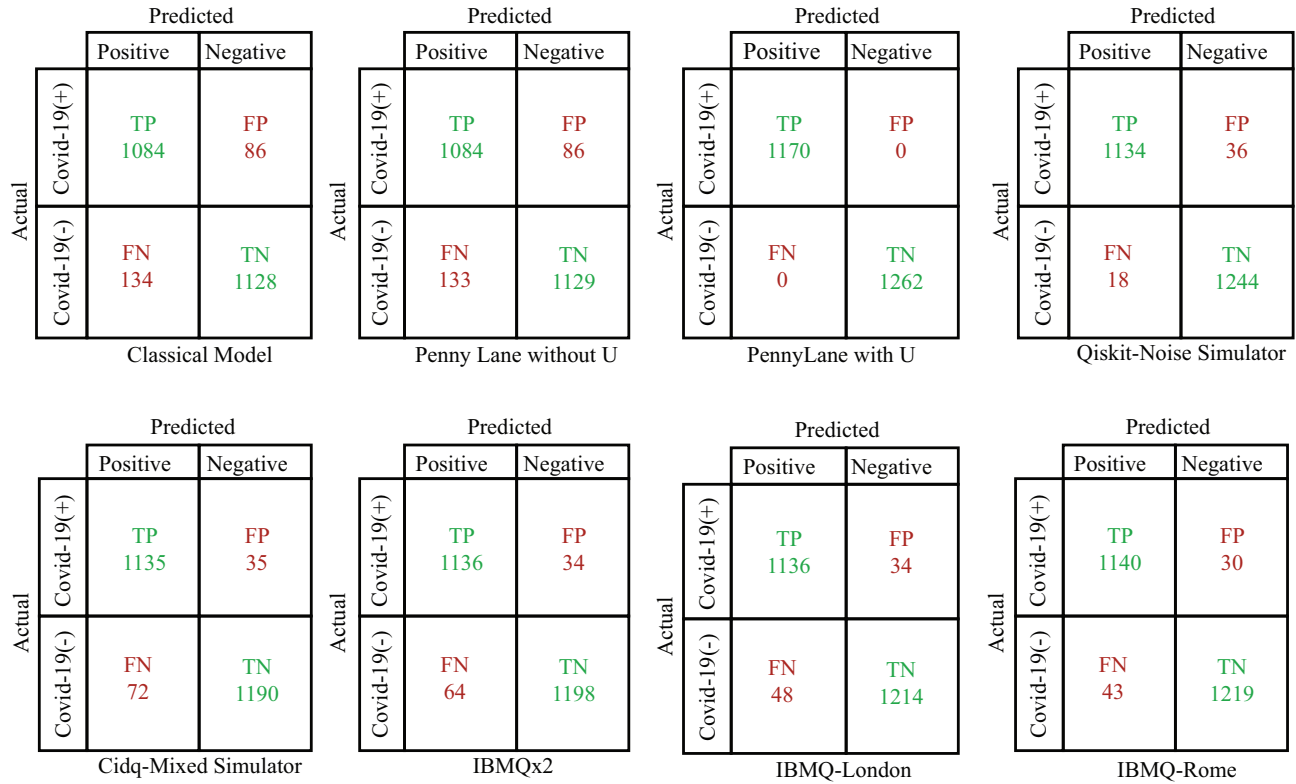 Predicted
Positive Negative
Actual
Covid-19(+)
TP FP
1084 86
Covid-19(-)
FN TN
134 1128
Classical Model
Predicted
Positive Negative
Actual
Covid-19(+)
TP FP
1084 86
Covid-19(-)
FN TN
133 1129
Penny Lane without U
Predicted
Positive Negative
Actual
Covid-19(+)
TP FP
1170 0
Covid-19(-)
FN TN
0 1262
PennyLane with U
Predicted
Positive Negative
Actual
Covid-19(+)
TP FP
1134 36
Covid-19(-)
FN TN
18 1244
Qiskit-Noise Simulator
Predicted
Positive Negative
Actual
Covid-19(+)
TP FP
1135 35
Covid-19(-)
FN TN
72 1190
Cidq-Mixed Simulator
Predicted
Positive Negative
Actual
Covid-19(+)
TP FP
1136 34
Covid-19(-)
FN TN
64 1198
IBMQx2
Predicted
Positive Negative
Actual
Covid-19(+)
TP FP
1136 34
Covid-19(-)
FN TN
48 1214
IBMQ-London
Predicted
Positive Negative
Actual
Covid-19(+)
TP FP
1140 30
Covid-19(-)
FN TN
43 1219
IBMQ-Rome